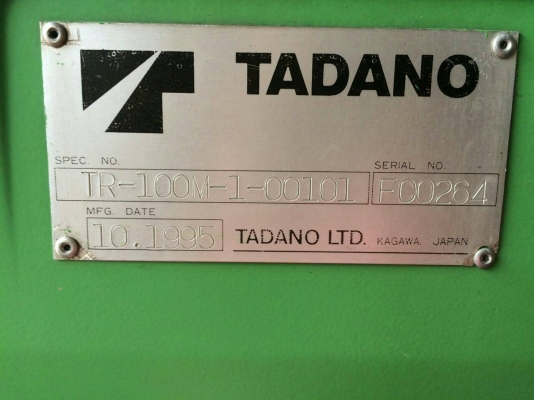 TADANO
SPEC. NO. SERIAL NO.
TR-100M-1-00101 FC0264
MFG. DATE
10.1995 TADANO LTD. KAGAWA, JAPAN